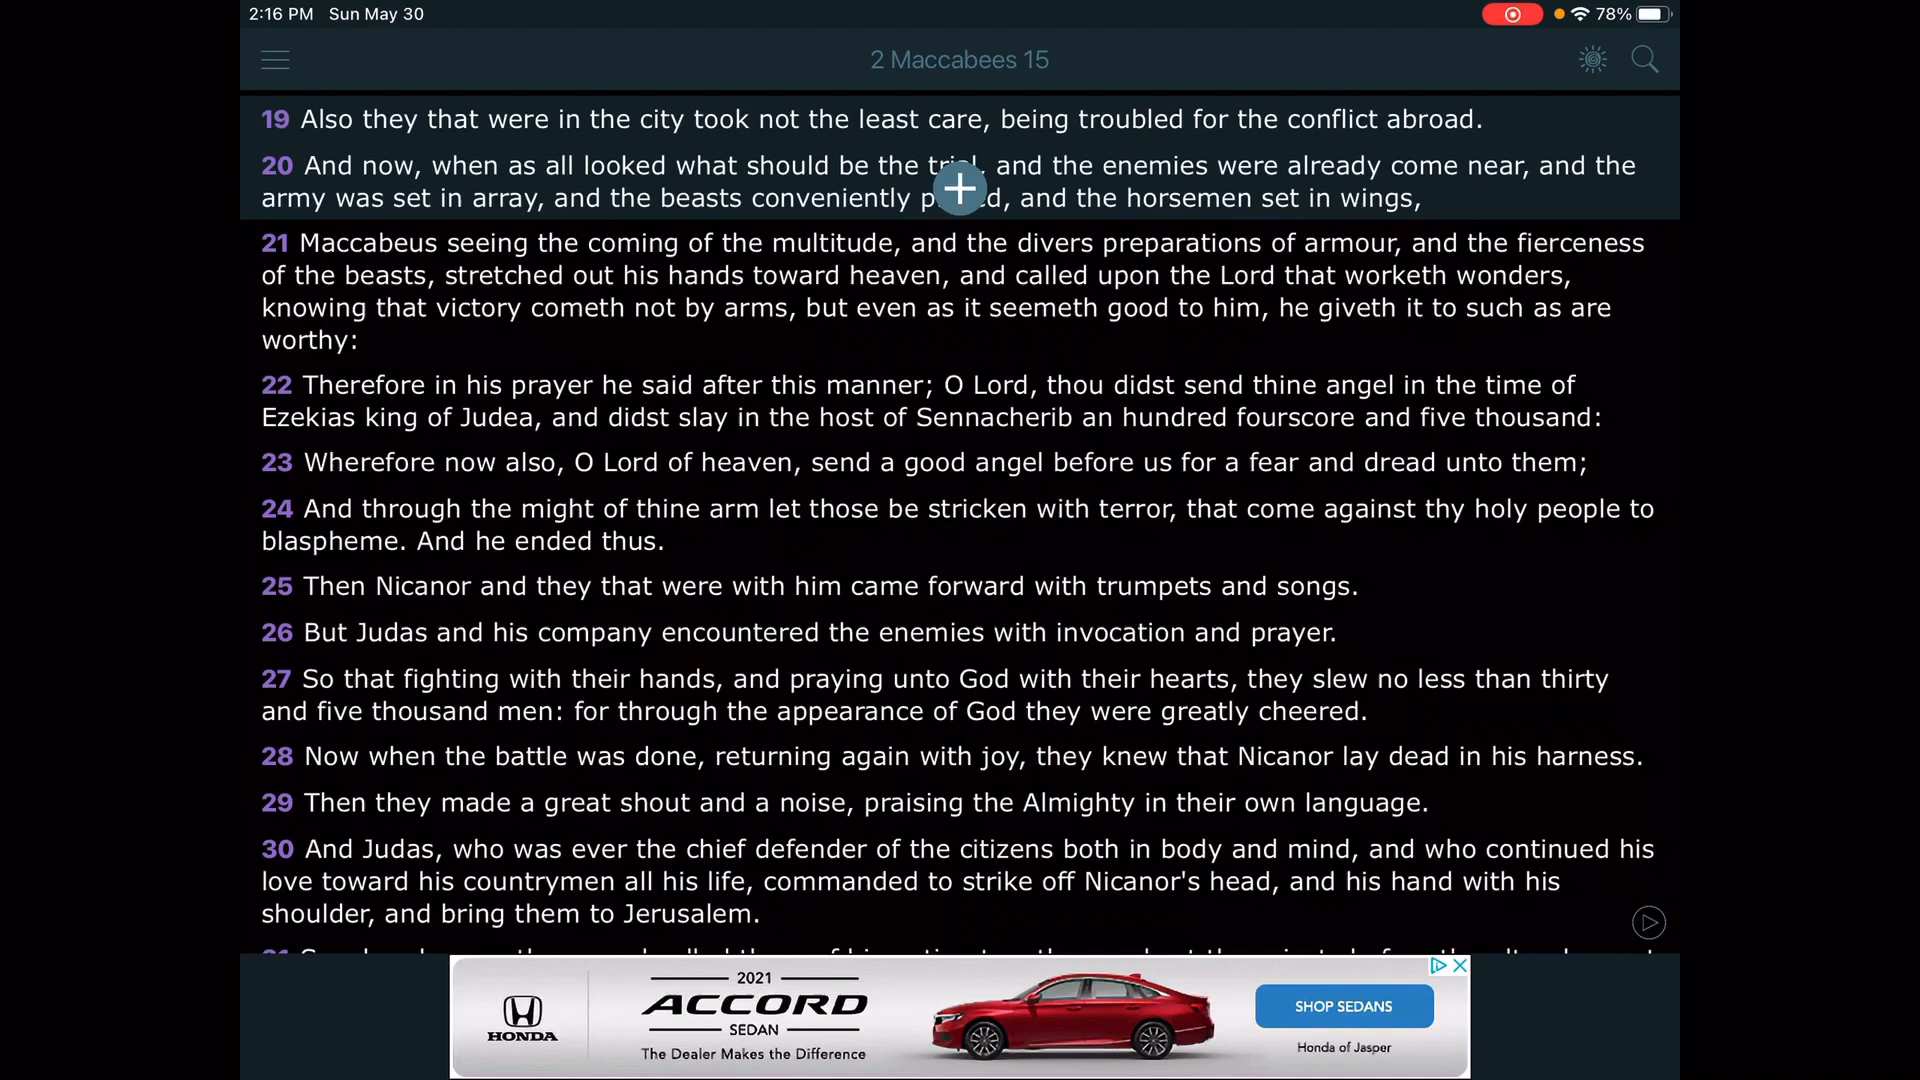 2:16 PM Sun May 30
78%
2 Maccabees 15
19 Also they that were in the city took not the least care, being troubled for the conflict abroad.
20 And now, when as all looked what should be the trial, and the enemies were already come near, and the
army was set in array, and the beasts conveniently and the horsemen set in wings,
21 Maccabeus seeing the coming of the multitude, and the divers preparations of armour, and the fierceness
of the beasts, stretched out his hands toward heaven, and called upon the Lord that worketh wonders,
knowing that victory cometh not by arms, but even as it seemeth good to him, he giveth it to such as are
worthy:
22 Therefore in his prayer he said after this manner; O Lord, thou didst send thine angel in the time of
Ezekias king of Judea, and didst slay in the host of Sennacherib an hundred fourscore and five thousand:
23 Wherefore now also, O Lord of heaven, send a good angel before us for a fear and dread unto them;
24 And through the might of thine arm let those be stricken with terror, that come against thy holy people to
blaspheme. And he ended thus.
25 Then Nicanor and they that were with him came forward with trumpets and songs.
26 But Judas and his company encountered the enemies with invocation and prayer.
27 So that fighting with their hands, and praying unto God with their hearts, they slew no less than thirty
and five thousand men: for through the appearance of God they were greatly cheered.
28 Now when the battle was done, returning again with joy, they knew that Nicanor lay dead in his harness.
29 Then they made a great shout and a noise, praising the Almighty in their own language.
30 And Judas, who was ever the chief defender of the citizens both in body and mind, and who continued his
love toward his countrymen all his life, commanded to strike off Nicanor's head, and his hand with his
shoulder, and bring them to Jerusalem.
HONDA
2021
ACCORD
SEDAN
The Dealer Makes the Difference
SHOP SEDANS
Honda of Jasper